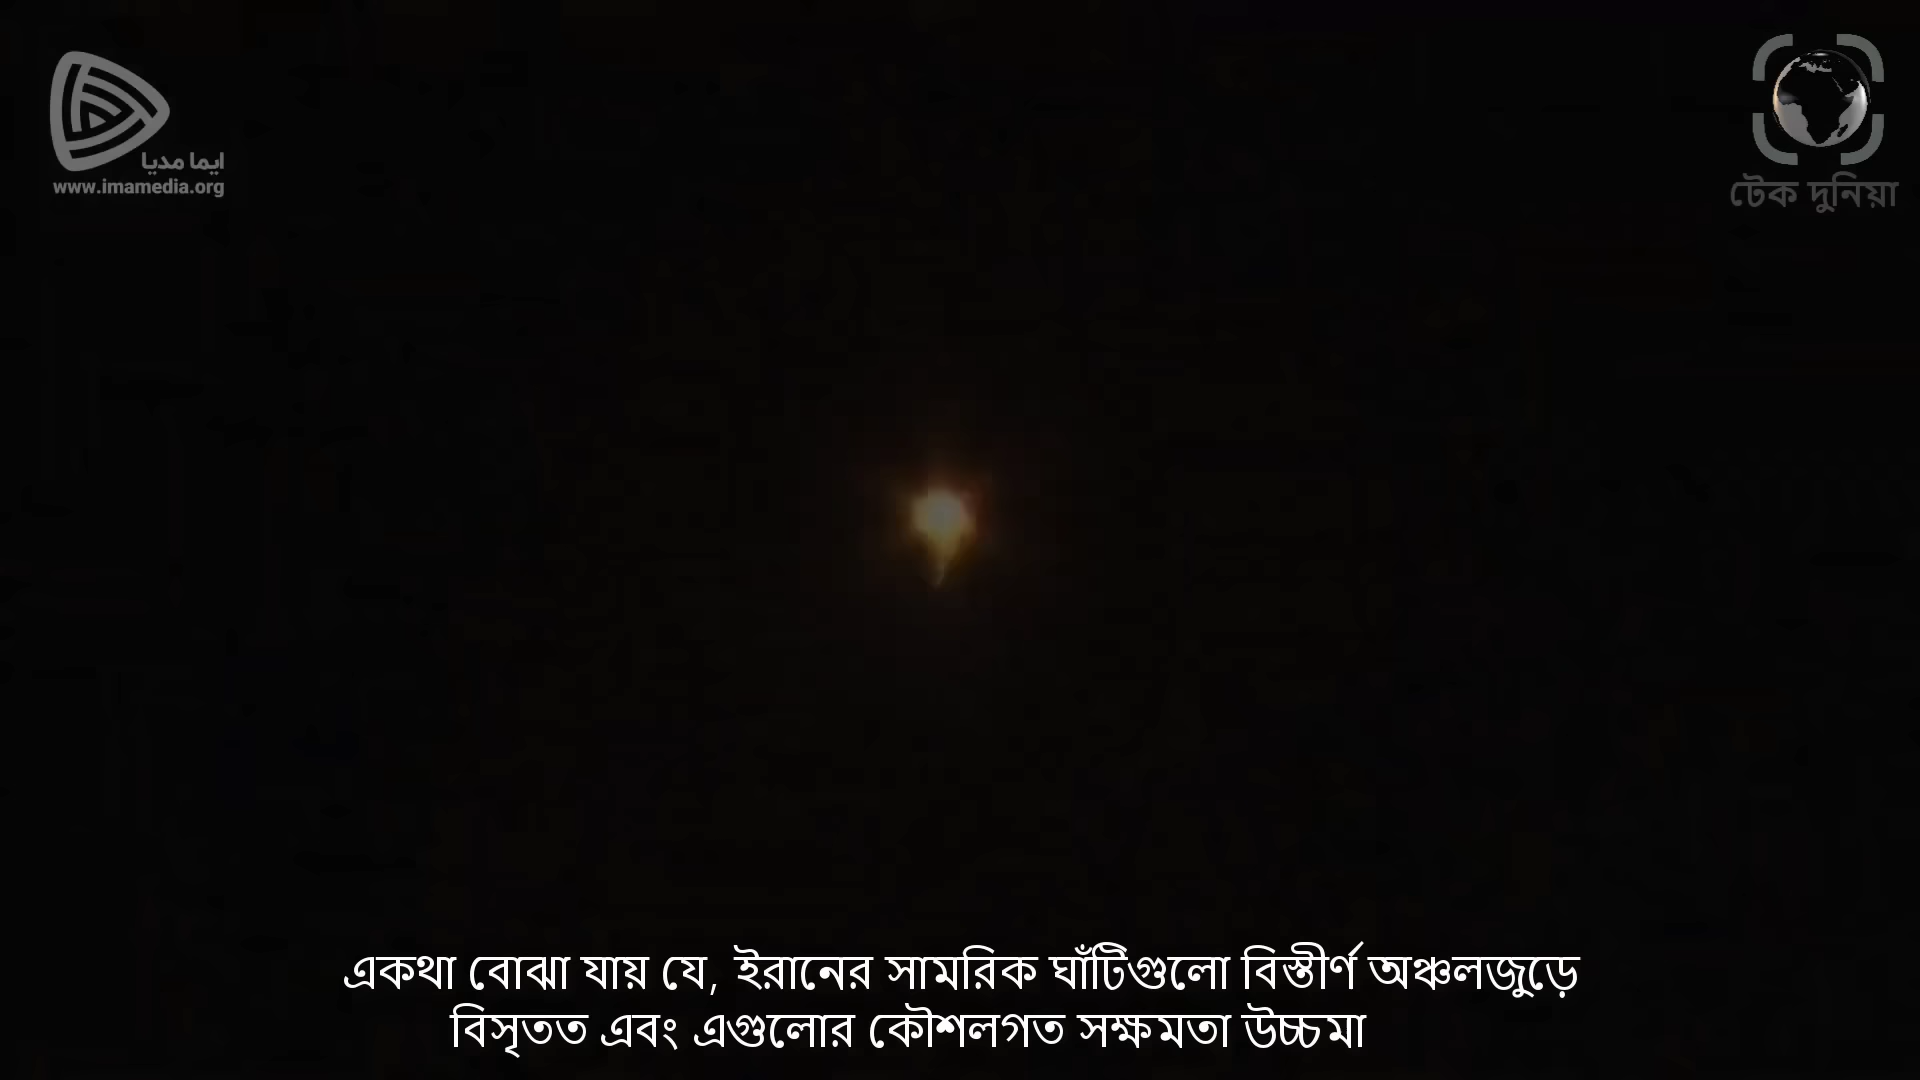 ایما مدیا
www.imamedia.org
টেক দুনিয়া
একথা বোঝা যায় যে, ইরানের সামরিক ঘাঁটিগুলো বিস্তীর্ণ অঞ্চলজুড়ে
বিসৃতত এবং এগুলোর কৌশলগত সক্ষমতা উচ্চমা